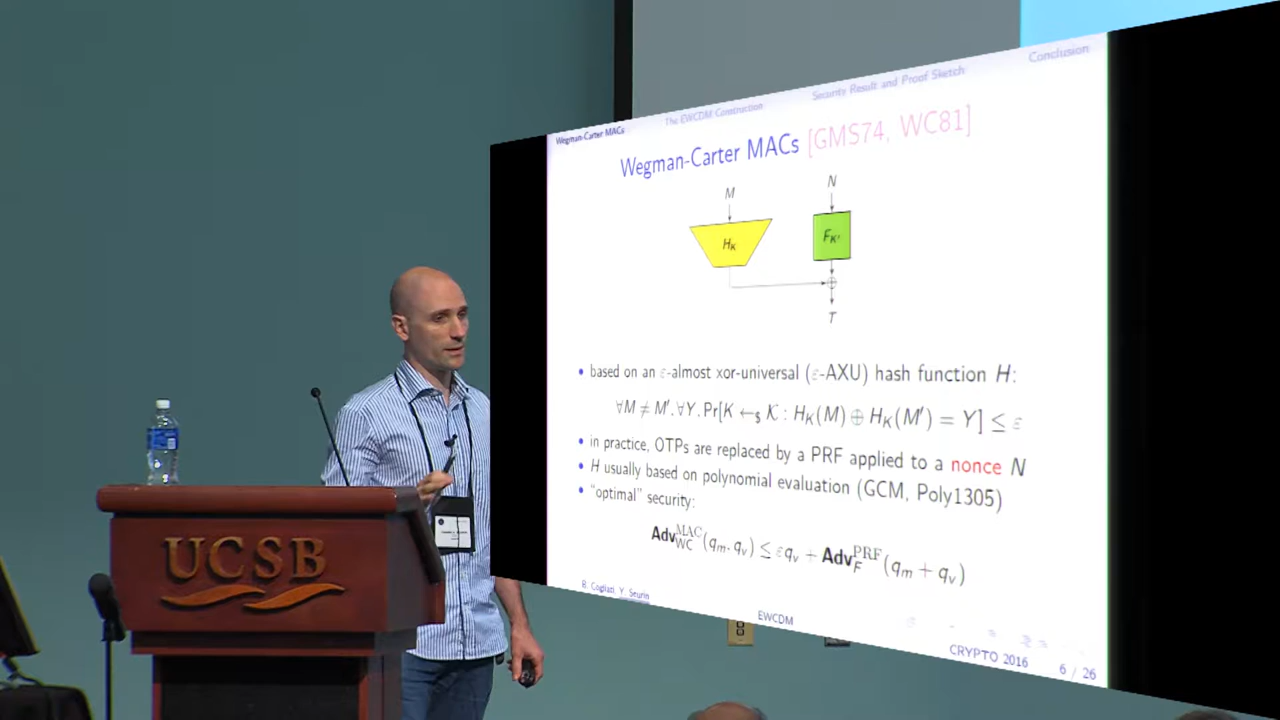 Wegman-Carter MACs The EWCDM Construction Security Result and Proof Sketch Conclusion
Wegman-Carter MACs [GMS74, WC81]
M N
H_K F_K'
⊕
T
• based on an ε-almost xor-universal (ε-AXU) hash function H:
∀M ≠ M′, ∀Y, Pr[K ←$ 𝒦 : H_K(M) ⊕ H_K(M′) = Y] ≤ ε
• in practice, OTPs are replaced by a PRF applied to a nonce N
• H usually based on polynomial evaluation (GCM, Poly1305)
• "optimal" security:
Adv_WC^MAC(q_m, q_v) ≤ εq_v + Adv_F^PRF(q_m + q_v)
B. Cogliati, Y. Seurin EWCDM CRYPTO 2016 6 / 26
UCSB